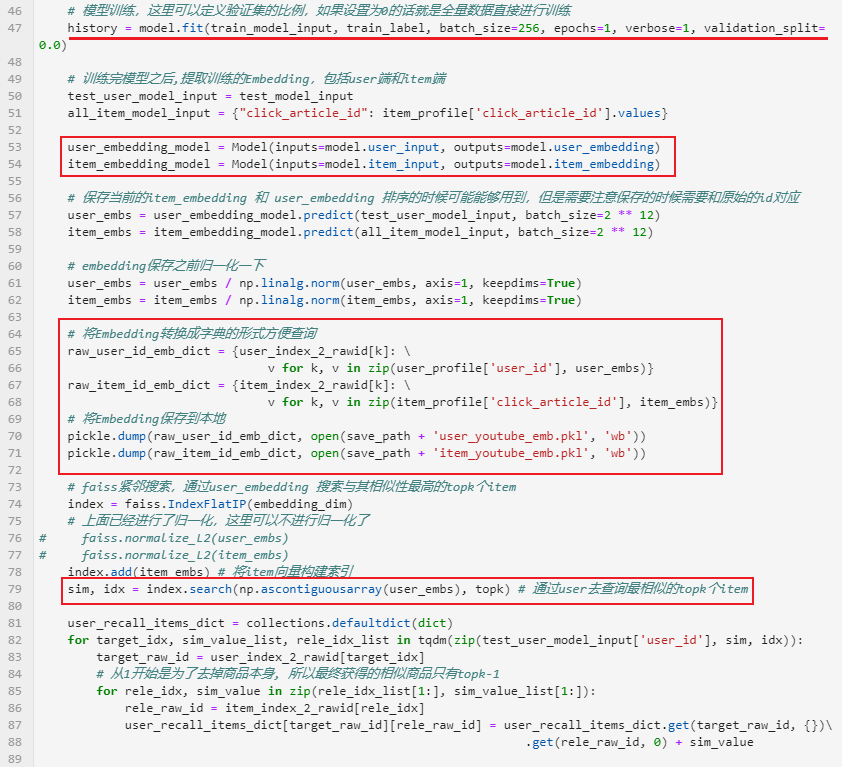 46     # 模型训练，这里可以定义验证集的比例，如果设置为0的话就是全量数据直接进行训练
47     history = model.fit(train_model_input, train_label, batch_size=256, epochs=1, verbose=1, validation_split=
0.0)
48
49     # 训练完模型之后,提取训练的Embedding，包括user端和item端
50     test_user_model_input = test_model_input
51     all_item_model_input = {"click_article_id": item_profile['click_article_id'].values}
52
53     user_embedding_model = Model(inputs=model.user_input, outputs=model.user_embedding)
54     item_embedding_model = Model(inputs=model.item_input, outputs=model.item_embedding)
55
56     # 保存当前的item_embedding 和 user_embedding 排序的时候可能能够用到，但是需要注意保存的时候需要和原始的id对应
57     user_embs = user_embedding_model.predict(test_user_model_input, batch_size=2 ** 12)
58     item_embs = item_embedding_model.predict(all_item_model_input, batch_size=2 ** 12)
59
60     # embedding保存之前归一化一下
61     user_embs = user_embs / np.linalg.norm(user_embs, axis=1, keepdims=True)
62     item_embs = item_embs / np.linalg.norm(item_embs, axis=1, keepdims=True)
63
64     # 将Embedding转换成字典的形式方便查询
65     raw_user_id_emb_dict = {user_index_2_rawid[k]: \
66                                 v for k, v in zip(user_profile['user_id'], user_embs)}
67     raw_item_id_emb_dict = {item_index_2_rawid[k]: \
68                                 v for k, v in zip(item_profile['click_article_id'], item_embs)}
69     # 将Embedding保存到本地
70     pickle.dump(raw_user_id_emb_dict, open(save_path + 'user_youtube_emb.pkl', 'wb'))
71     pickle.dump(raw_item_id_emb_dict, open(save_path + 'item_youtube_emb.pkl', 'wb'))
72
73     # faiss紧邻搜索，通过user_embedding 搜索与其相似性最高的topk个item
74     index = faiss.IndexFlatIP(embedding_dim)
75     # 上面已经进行了归一化，这里可以不进行归一化了
76 #     faiss.normalize_L2(user_embs)
77 #     faiss.normalize_L2(item_embs)
78     index.add(item_embs) # 将item向量构建索引
79     sim, idx = index.search(np.ascontiguousarray(user_embs), topk) # 通过user去查询最相似的topk个item
80
81     user_recall_items_dict = collections.defaultdict(dict)
82     for target_idx, sim_value_list, rele_idx_list in tqdm(zip(test_user_model_input['user_id'], sim, idx)):
83         target_raw_id = user_index_2_rawid[target_idx]
84         # 从1开始是为了去掉商品本身, 所以最终获得的相似商品只有topk-1
85         for rele_idx, sim_value in zip(rele_idx_list[1:], sim_value_list[1:]):
86             rele_raw_id = item_index_2_rawid[rele_idx]
87             user_recall_items_dict[target_raw_id][rele_raw_id] = user_recall_items_dict.get(target_raw_id, {})\
88                                                                     .get(rele_raw_id, 0) + sim_value
89